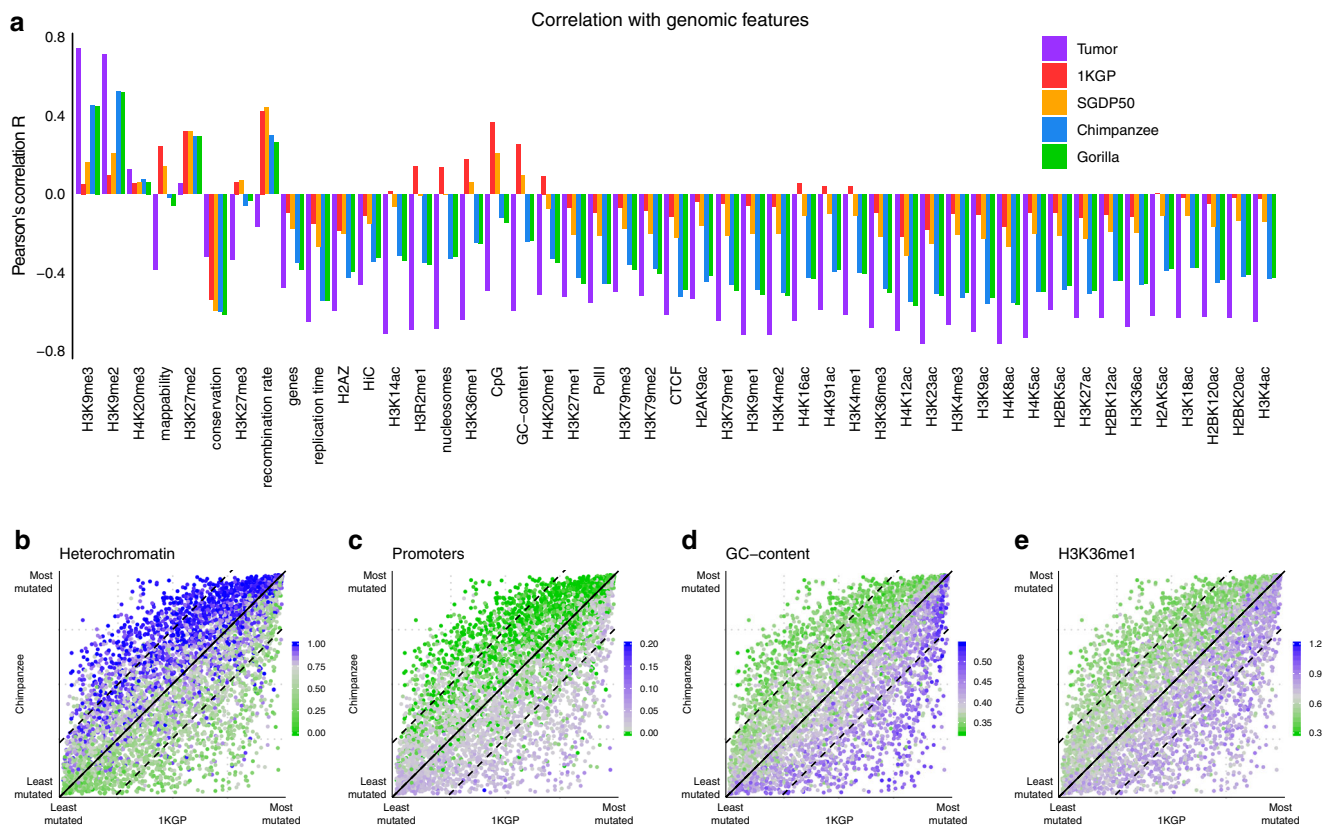 a
Correlation with genomic features
Pearson's correlation R
0.8
0.4
0.0
−0.4
−0.8
Tumor
1KGP
SGDP50
Chimpanzee
Gorilla
H3K9me3
H3K9me2
H4K20me3
mappability
H3K27me2
conservation
H3K27me3
recombination rate
genes
replication time
H2AZ
HiC
H3K14ac
H3R2me1
nucleosomes
H3K36me1
CpG
GC−content
H4K20me1
H3K27me1
PolII
H3K79me3
H3K79me2
CTCF
H2AK9ac
H3K79me1
H3K9me1
H3K4me2
H4K16ac
H4K91ac
H3K4me1
H3K36me3
H4K12ac
H3K23ac
H3K4me3
H3K9ac
H4K8ac
H4K5ac
H2BK5ac
H3K27ac
H2BK12ac
H3K36ac
H2AK5ac
H3K18ac
H2BK120ac
H2BK20ac
H3K4ac
b
Heterochromatin
Most
mutated
Chimpanzee
Least
mutated
Least
mutated
1KGP
Most
mutated
1.00
0.75
0.50
0.25
0.00
c
Promoters
Most
mutated
Chimpanzee
Least
mutated
Least
mutated
1KGP
Most
mutated
0.20
0.15
0.10
0.05
0.00
d
GC−content
Most
mutated
Chimpanzee
Least
mutated
Least
mutated
1KGP
Most
mutated
0.50
0.45
0.40
0.35
e
H3K36me1
Most
mutated
Chimpanzee
Least
mutated
Least
mutated
1KGP
Most
mutated
1.2
0.9
0.6
0.3